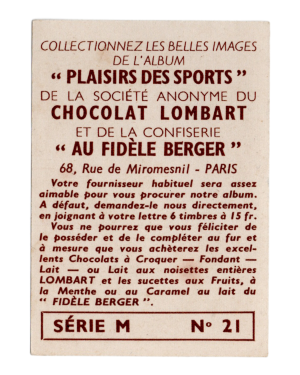 COLLECTIONNEZ LES BELLES IMAGES
DE L'ALBUM
“ PLAISIRS DES SPORTS ”
DE LA SOCIÉTÉ ANONYME DU
CHOCOLAT LOMBART
ET DE LA CONFISERIE
“ AU FIDÈLE BERGER ”
68, Rue de Miromesnil - PARIS
Votre fournisseur habituel sera assez
aimable pour vous procurer notre album.
A défaut, demandez-le nous directement,
en joignant à votre lettre 6 timbres à 15 fr.
Vous ne pourrez que vous féliciter de
le posséder et de le compléter au fur et
à mesure que vous achèterez les excel-
lents Chocolats à Croquer — Fondant —
Lait — ou Lait aux noisettes entières
LOMBART et les sucettes aux Fruits, à
la Menthe ou au Caramel au lait du
“ FIDÈLE BERGER ”.
SÉRIE M Nº 21